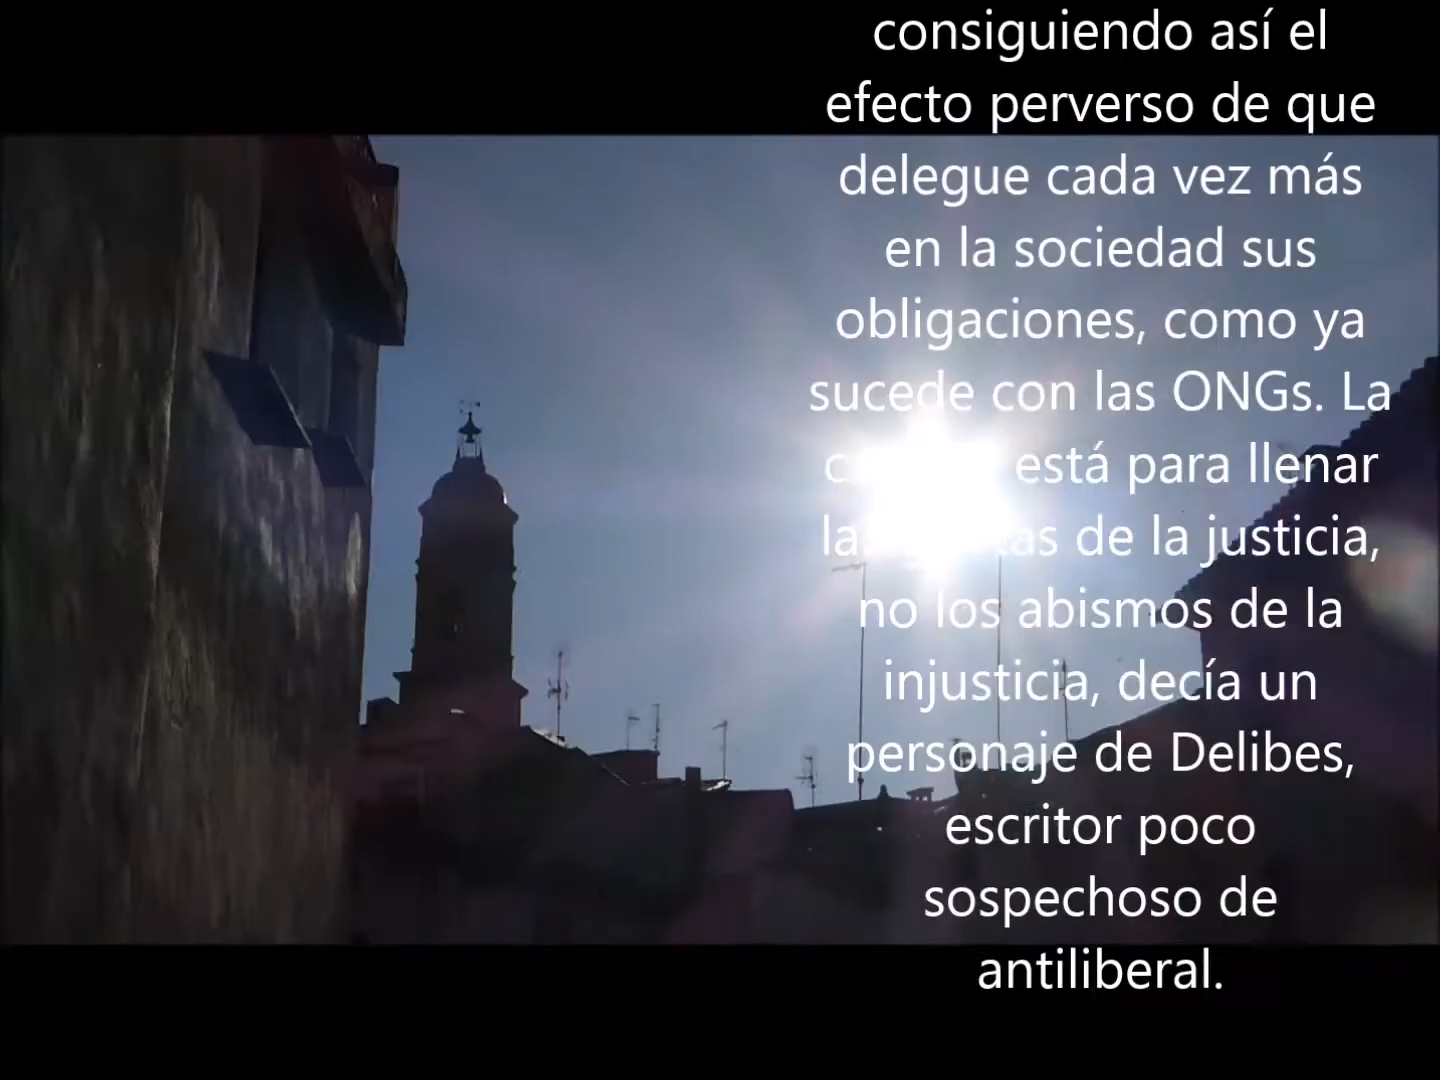 consiguiendo así el
efecto perverso de que
delegue cada vez más
en la sociedad sus
obligaciones, como ya
sucede con las ONGs. La
está para llenar
de la justicia,
no los abismos de la
injusticia, decía un
personaje de Delibes,
escritor poco
sospechoso de
antiliberal.